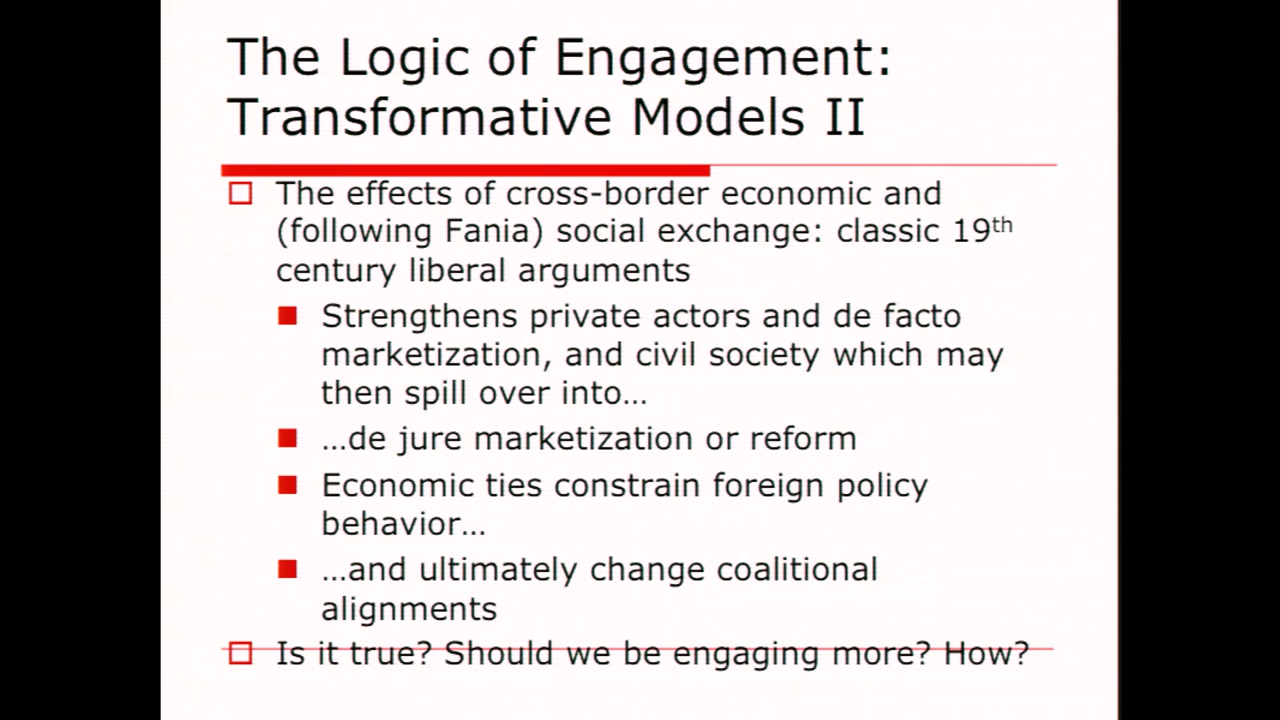 The Logic of Engagement:
Transformative Models II
The effects of cross-border economic and
(following Fania) social exchange: classic 19th
century liberal arguments
Strengthens private actors and de facto
marketization, and civil society which may
then spill over into…
…de jure marketization or reform
Economic ties constrain foreign policy
behavior…
…and ultimately change coalitional
alignments
Is it true? Should we be engaging more? How?